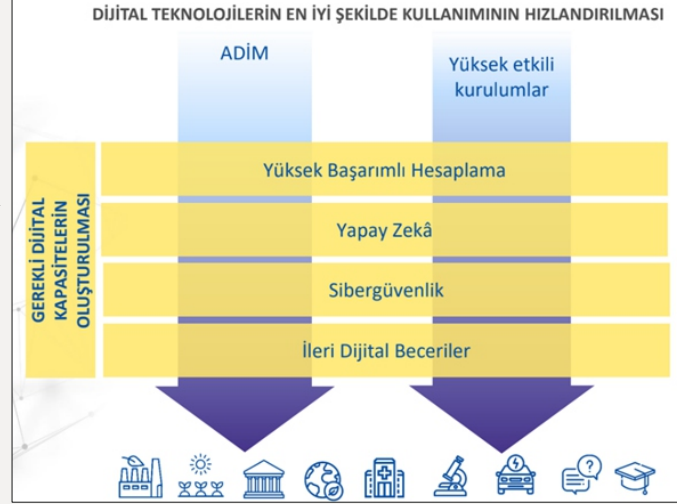 DİJİTAL TEKNOLOJİLERİN EN İYİ ŞEKİLDE KULLANIMININ HIZLANDIRILMASI
ADİM
Yüksek etkili
kurulumlar
GEREKLİ DİJİTAL
KAPASİTELERİN
OLUŞTURULMASI
Yüksek Başarımlı Hesaplama
Yapay Zekâ
Sibergüvenlik
İleri Dijital Beceriler